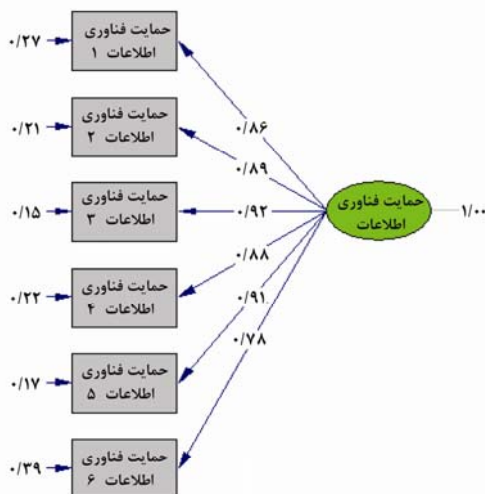 ۰/۲۷
حمایت فناوری
اطلاعات ۱
۰/۸۶
۰/۲۱
حمایت فناوری
اطلاعات ۲
۰/۸۹
۰/۱۵
حمایت فناوری
اطلاعات ۳
۰/۹۲
حمایت فناوری
اطلاعات
۱/۰۰
۰/۲۲
حمایت فناوری
اطلاعات ۴
۰/۸۸
۰/۱۷
حمایت فناوری
اطلاعات ۵
۰/۹۱
۰/۳۹
حمایت فناوری
اطلاعات ۶
۰/۷۸